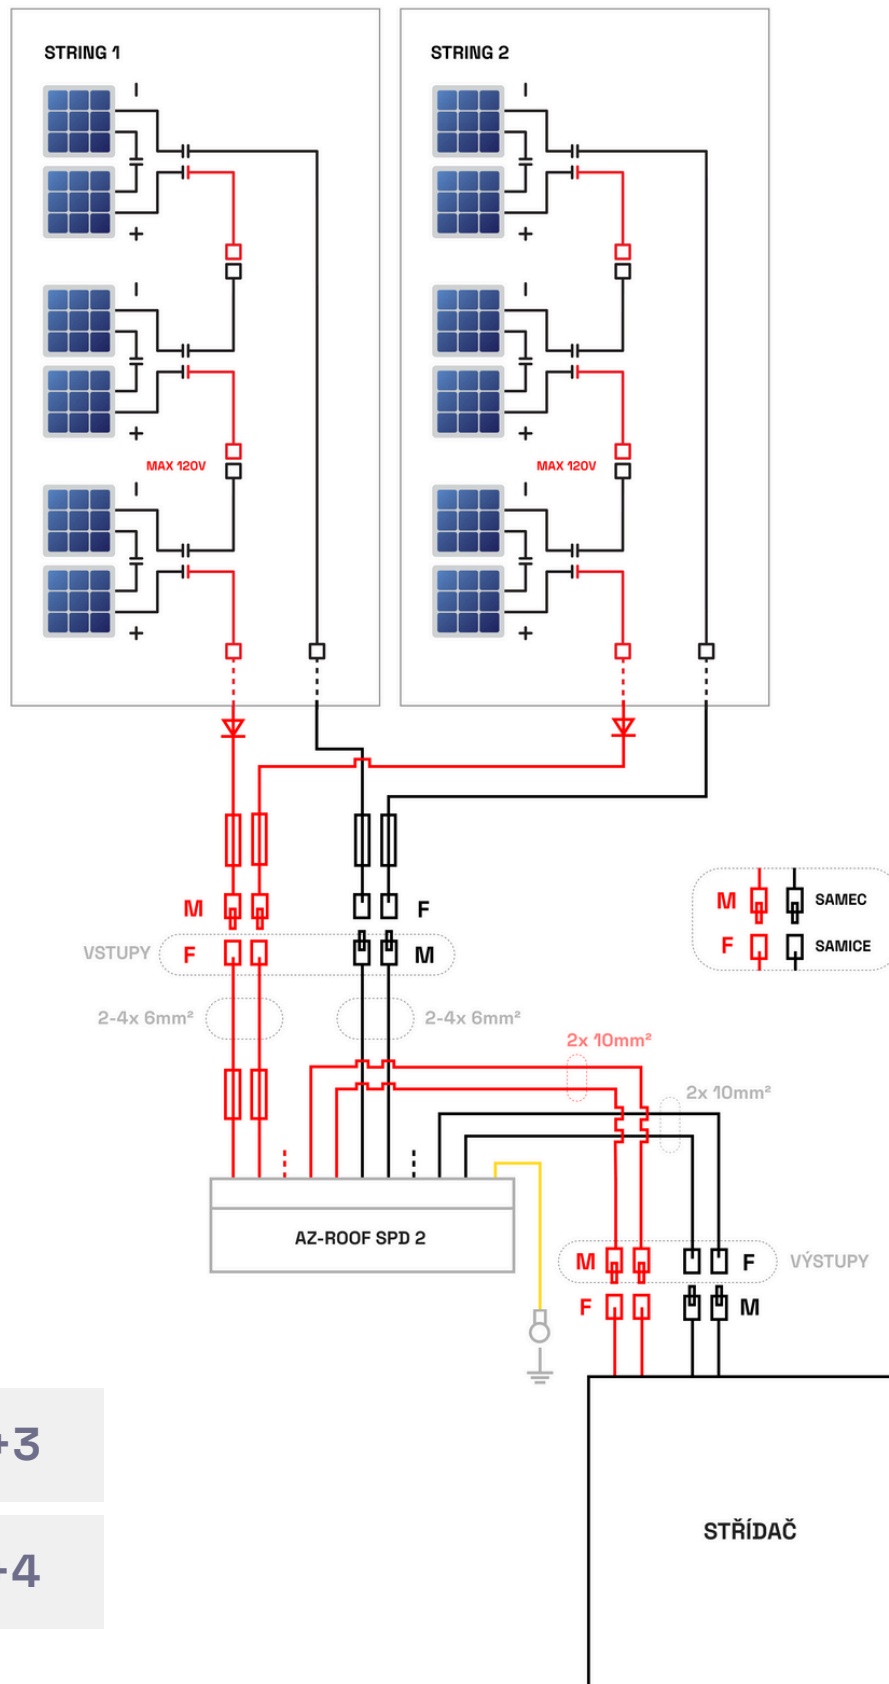 STRING 1
STRING 2
MAX 120V
MAX 120V
M
F
M
SAMEC
VSTUPY
F
M
F
SAMICE
2-4x 6mm²
2-4x 6mm²
2x 10mm²
2x 10mm²
AZ-ROOF SPD 2
M
F
VÝSTUPY
F
M
+3
+4
STŘÍDAČ